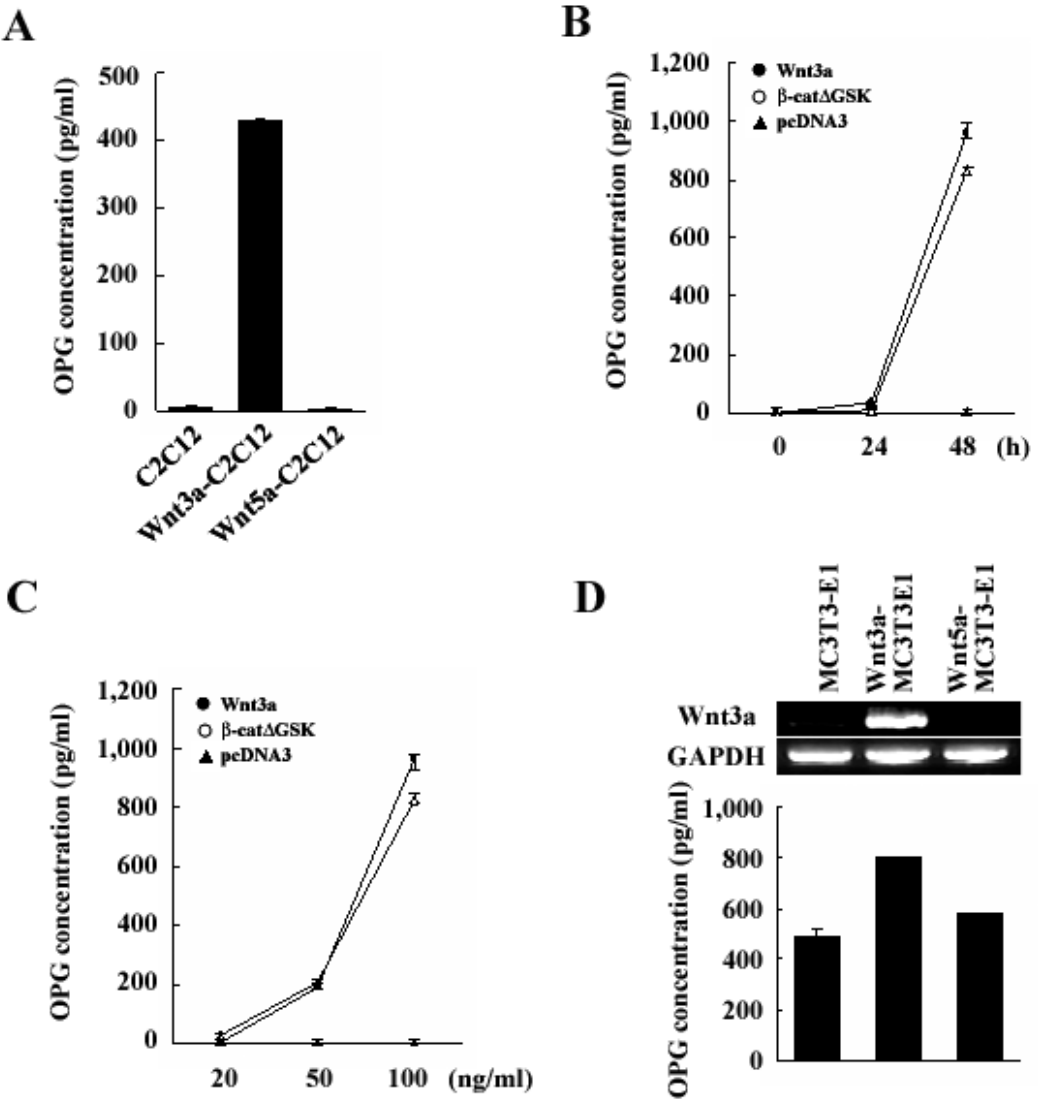 A
OPG concentration (pg/ml)
500
400
300
200
100
0
C2C12
Wnt3a-C2C12
Wnt5a-C2C12
B
OPG concentration (pg/ml)
1,200
1,000
800
600
400
200
0
Wnt3a
β-catΔGSK
pcDNA3
0 24 48 (h)
C
OPG concentration (pg/ml)
1,200
1,000
800
600
400
200
0
Wnt3a
β-catΔGSK
pcDNA3
20 50 100 (ng/ml)
D
MC3T3-E1
Wnt3a-
MC3T3E1
Wnt5a-
MC3T3-E1
Wnt3a
GAPDH
OPG concentration (pg/ml)
1,000
800
600
400
200
0